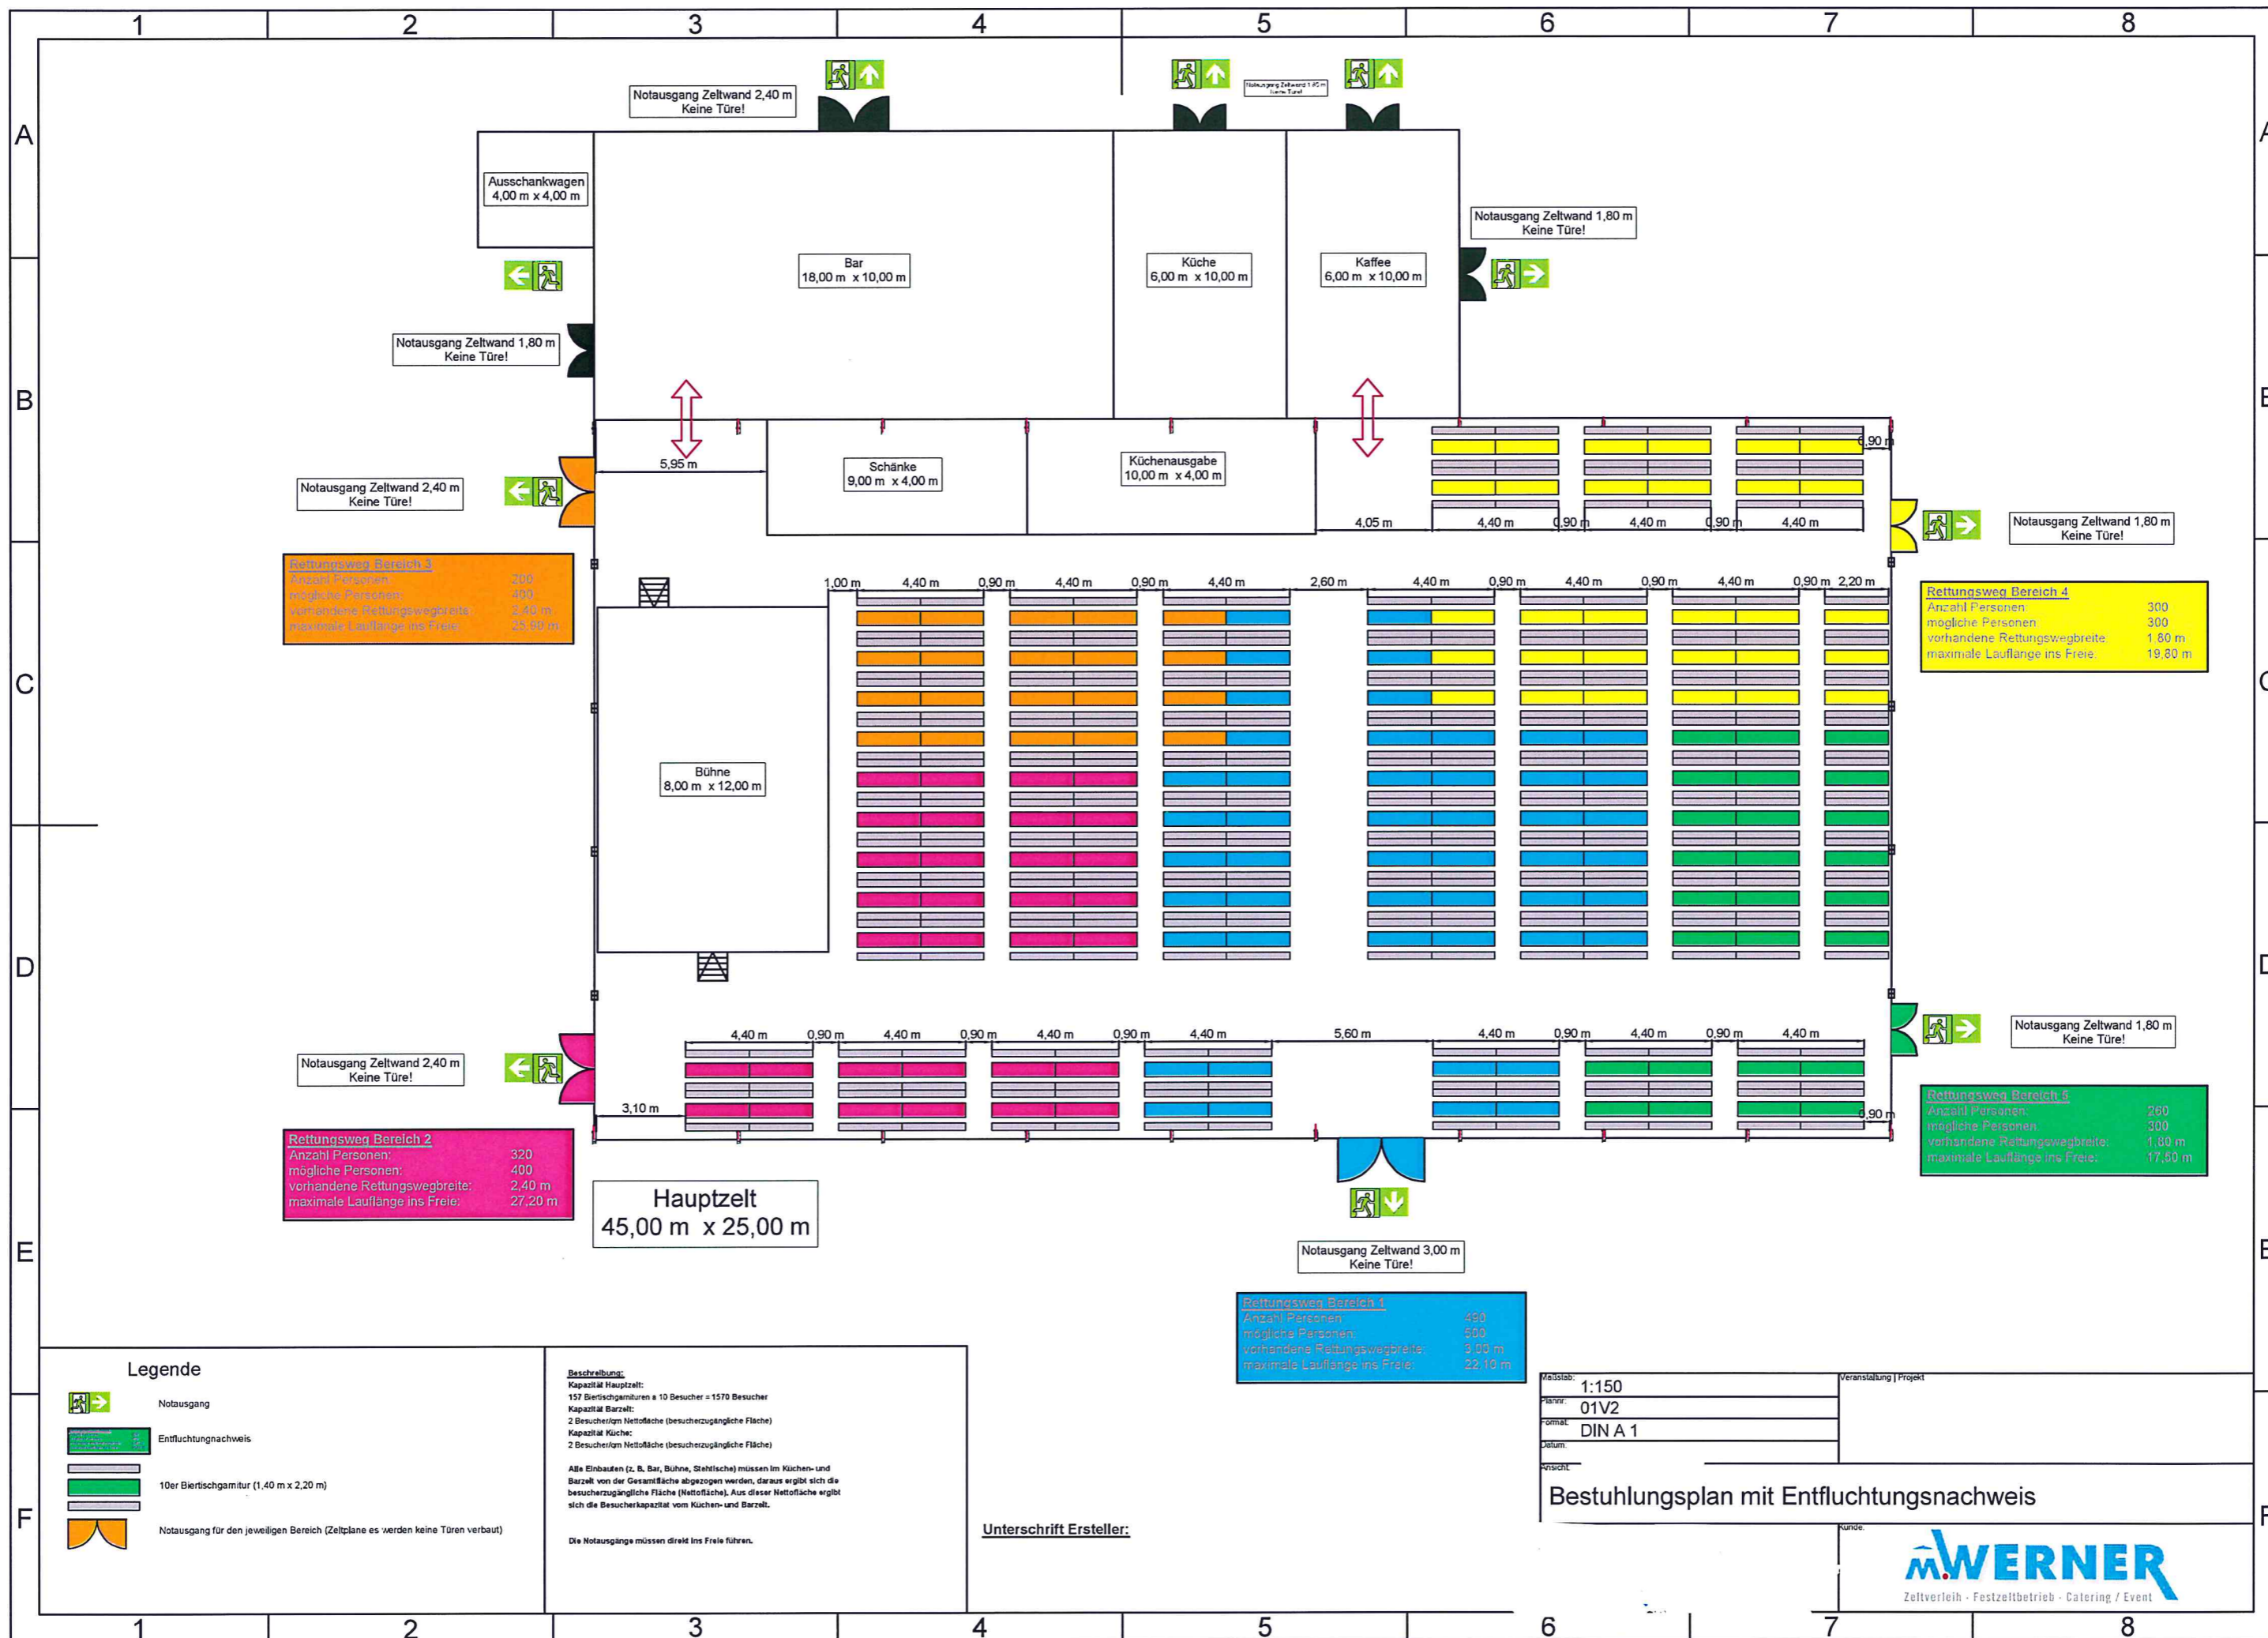 1 2 3 4 5 6 7 8
A
Notausgang Zeltwand 2,40 m
Keine Türe!
Notausgang Zeltwand 1,80 m
Keine Türe!
Ausschankwagen
4,00 m x 4,00 m
Bar
18,00 m x 10,00 m
Küche
6,00 m x 10,00 m
Kaffee
6,00 m x 10,00 m
Notausgang Zeltwand 1,80 m
Keine Türe!
B
5,95 m
Schänke
9,00 m x 4,00 m
Küchenausgabe
10,00 m x 4,00 m
0,90 m
Notausgang Zeltwand 2,40 m
Keine Türe!
4,05 m 4,40 m 0,90 m 4,40 m 0,90 m 4,40 m
Notausgang Zeltwand 1,80 m
Keine Türe!
Rettungsweg Bereich 3
Anzahl Personen: 200
mögliche Personen: 400
vorhandene Rettungswegbreite: 2,40 m
maximale Lauflänge ins Freie: 25,90 m
1,00 m 4,40 m 0,90 m 4,40 m 0,90 m 4,40 m 2,60 m 4,40 m 0,90 m 4,40 m 0,90 m 4,40 m 0,90 m 2,20 m
Rettungsweg Bereich 4
Anzahl Personen: 300
mögliche Personen 300
vorhandene Rettungswegbreite 1,80 m
maximale Lauflänge ins Freie: 19,80 m
C
Bühne
8,00 m x 12,00 m
D
4,40 m 0,90 m 4,40 m 0,90 m 4,40 m 0,90 m 4,40 m 5,60 m 4,40 m 0,90 m 4,40 m 0,90 m 4,40 m
Notausgang Zeltwand 2,40 m
Keine Türe!
Notausgang Zeltwand 1,80 m
Keine Türe!
3,10 m
0,90 m
Rettungsweg Bereich 2
Anzahl Personen: 320
mögliche Personen: 400
vorhandene Rettungswegbreite: 2,40 m
maximale Lauflänge ins Freie: 27,20 m
Rettungsweg Bereich 5
Anzahl Personen: 260
mögliche Personen: 300
vorhandene Rettungswegbreite: 1,80 m
maximale Lauflänge ins Freie: 17,50 m
Hauptzelt
45,00 m x 25,00 m
E
Notausgang Zeltwand 3,00 m
Keine Türe!
Rettungsweg Bereich 1
Anzahl Personen 490
mögliche Personen: 500
vorhandene Rettungswegbreite: 3,00 m
maximale Lauflänge ins Freie: 22,10 m
Legende
Notausgang
Entfluchtungnachweis
10er Biertischgarnitur (1,40 m x 2,20 m)
Notausgang für den jeweiligen Bereich (Zeltplane es werden keine Türen verbaut)
F
Beschreibung:
Kapazität Hauptzelt:
157 Biertischgarnituren a 10 Besucher = 1570 Besucher
Kapazität Barzelt:
2 Besucher/qm Nettofläche (besucherzugängliche Fläche)
Kapazität Küche:
2 Besucher/qm Nettofläche (besucherzugängliche Fläche)
Alle Einbauten (z. B. Bar, Bühne, Stehtische) müssen im Küchen- und
Barzelt von der Gesamtfläche abgezogen werden, daraus ergibt sich die
besucherzugängliche Fläche (Nettofläche). Aus dieser Nettofläche ergibt
sich die Besucherkapazität vom Küchen- und Barzelt.
Die Notausgänge müssen direkt ins Freie führen.
Unterschrift Ersteller:
Maßstab: 1:150
Veranstaltung | Projekt
Plannr: 01V2
Format: DIN A 1
Datum:
Ansicht:
Bestuhlungsplan mit Entfluchtungsnachweis
Kunde:
M.WERNER
Zeltverleih - Festzeltbetrieb - Catering / Event
1 2 3 4 5 6 7 8